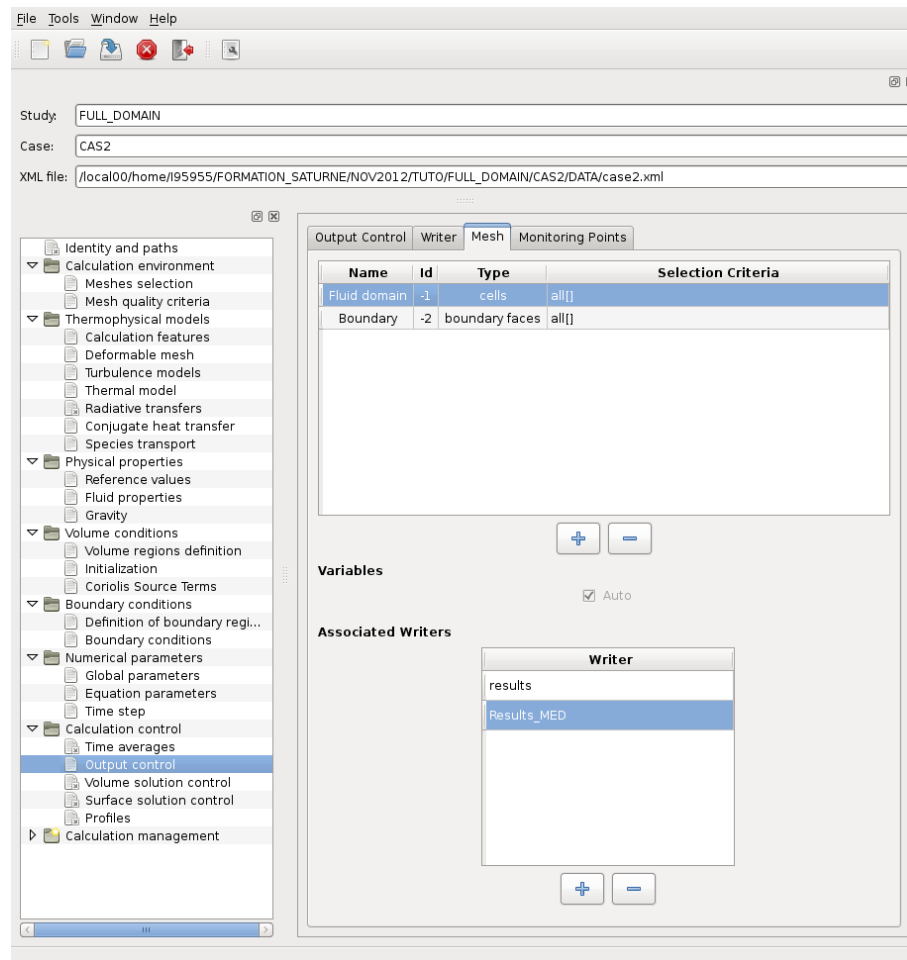 File Tools Window Help
Study: FULL_DOMAIN
Case: CAS2
XML file: /local00/home/I95955/FORMATION_SATURNE/NOV2012/TUTO/FULL_DOMAIN/CAS2/DATA/case2.xml
Identity and paths
Calculation environment
Meshes selection
Mesh quality criteria
Thermophysical models
Calculation features
Deformable mesh
Turbulence models
Thermal model
Radiative transfers
Conjugate heat transfer
Species transport
Physical properties
Reference values
Fluid properties
Gravity
Volume conditions
Volume regions definition
Initialization
Coriolis Source Terms
Boundary conditions
Definition of boundary regi...
Boundary conditions
Numerical parameters
Global parameters
Equation parameters
Time step
Calculation control
Time averages
Output control
Volume solution control
Surface solution control
Profiles
Calculation management
Output Control Writer Mesh Monitoring Points
Name Id Type Selection Criteria
Fluid domain -1 cells all[]
Boundary -2 boundary faces all[]
Variables
Auto
Associated Writers
Writer
results
Results_MED